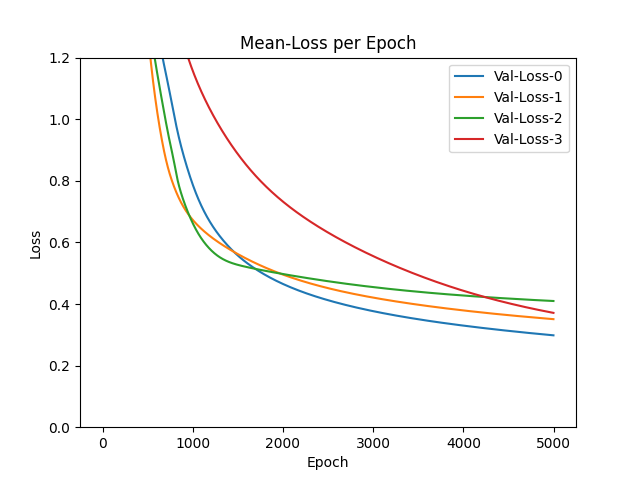 Mean-Loss per Epoch
Val-Loss-0
Val-Loss-1
Val-Loss-2
Val-Loss-3
Loss
1.2
1.0
0.8
0.6
0.4
0.2
0.0
0 1000 2000 3000 4000 5000
Epoch